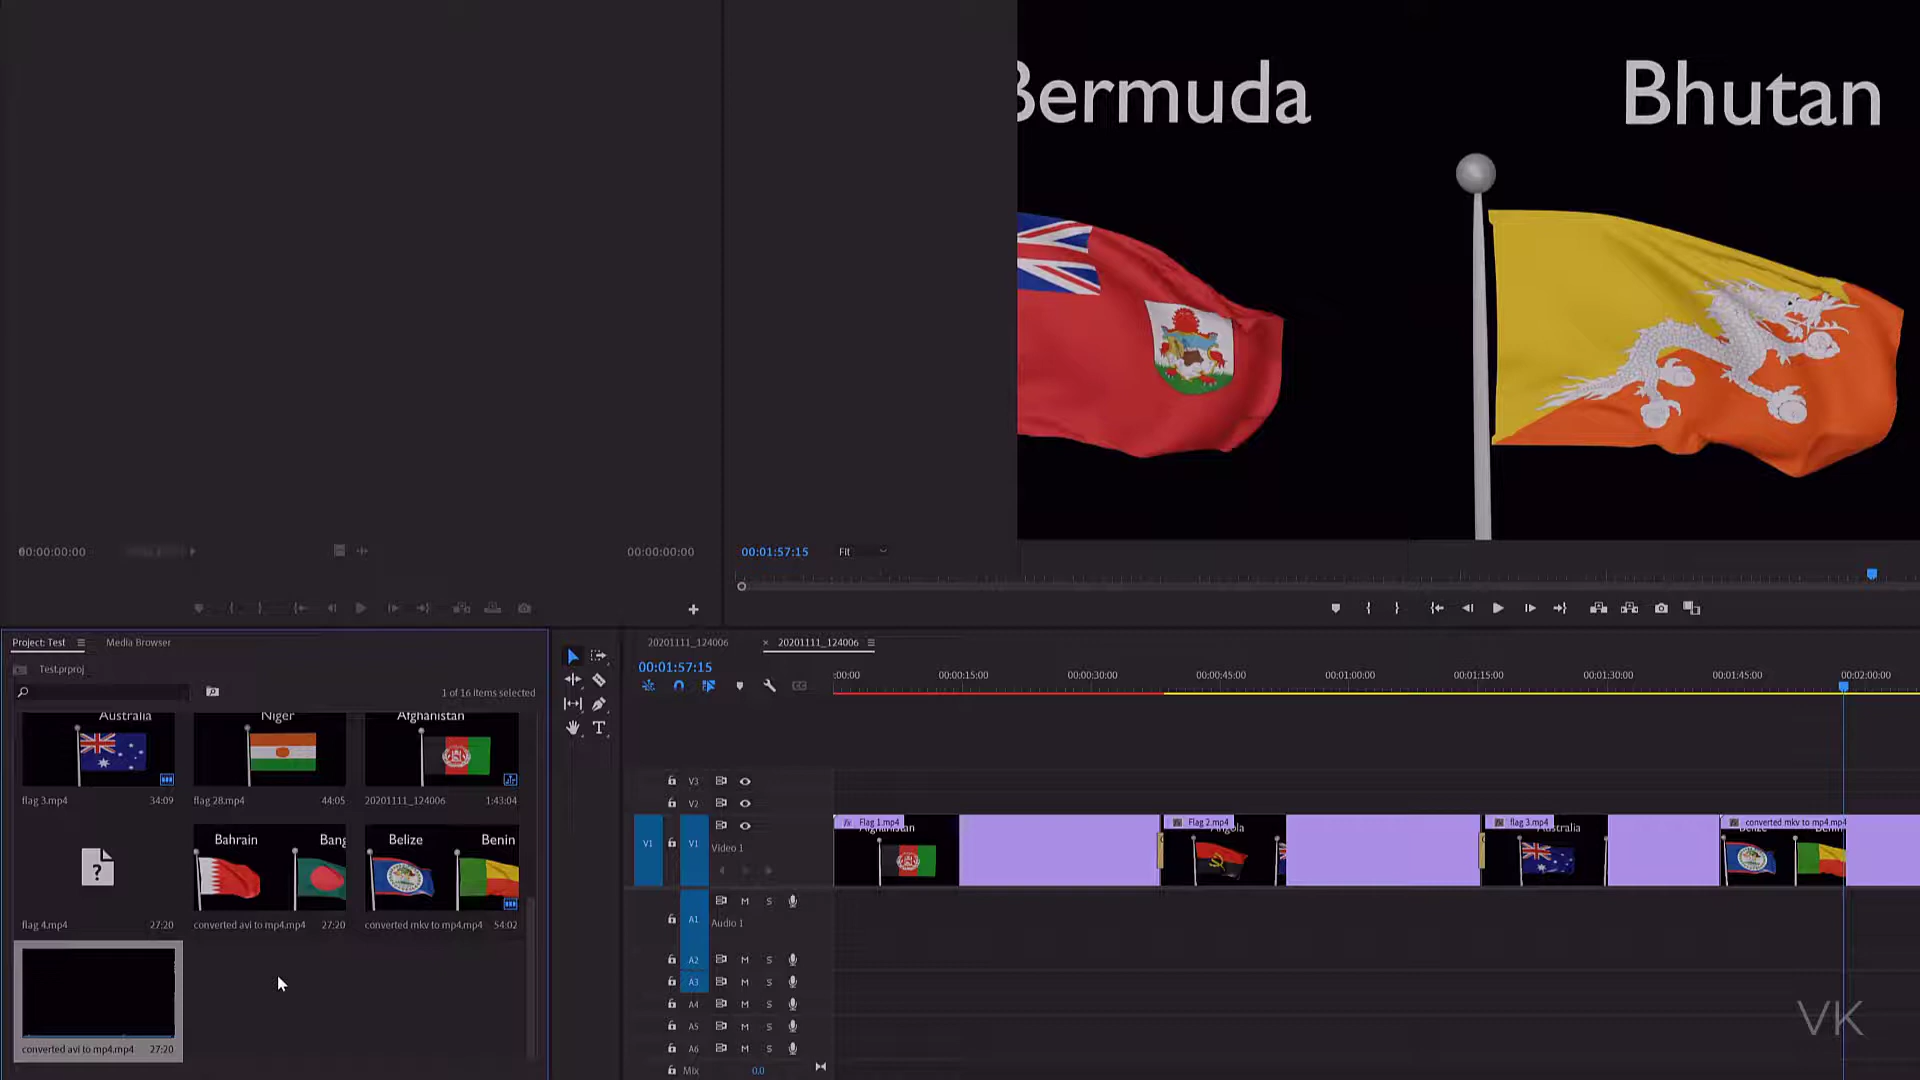 Bermuda
Bhutan
00:00:00:00
00:00:00:00
00:01:57:15
Fit
Project: Test
Media Browser
Test.prproj
1 of 16 items selected
Australia
Niger
Afghanistan
flag 3.mp4
34:09
flag 28.mp4
44:05
20201111_124006
1:43:04
Bahrain
Bang
Belize
Benin
flag 4.mp4
27:20
converted avi to mp4.mp4
27:20
converted mkv to mp4.mp4
54:02
converted avi to mp4.mp4
27:20
20201111_124006
× 20201111_124006
00:01:57:15
:00:00
00:00:15:00
00:00:30:00
00:00:45:00
00:01:00:00
00:01:15:00
00:01:30:00
00:01:45:00
00:02:00:00
V3
V2
V1
V1
Video 1
fx Flag 1.mp4
Afghanistan
Flag 2.mp4
Angola
flag 3.mp4
Australia
converted mkv to mp4.mp4
Belize
Benin
A1
M
S
Audio 1
A2
M
S
A3
M
S
A4
M
S
A5
M
S
A6
M
S
Mix
0.0
VK